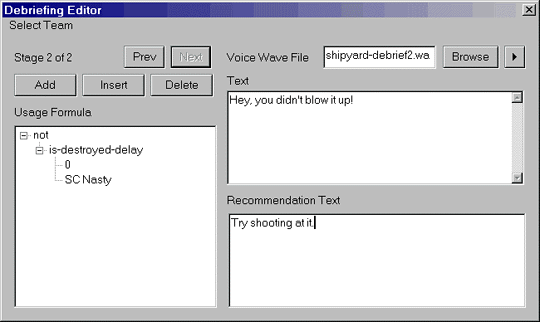 Debriefing Editor
Select Team
Stage 2 of 2
Prev
Next
Voice Wave File
shipyard-debrief2.wa
Browse
Add
Insert
Delete
Text
Hey, you didn't blow it up!
Usage Formula
not
is-destroyed-delay
0
SC Nasty
Recommendation Text
Try shooting at it.